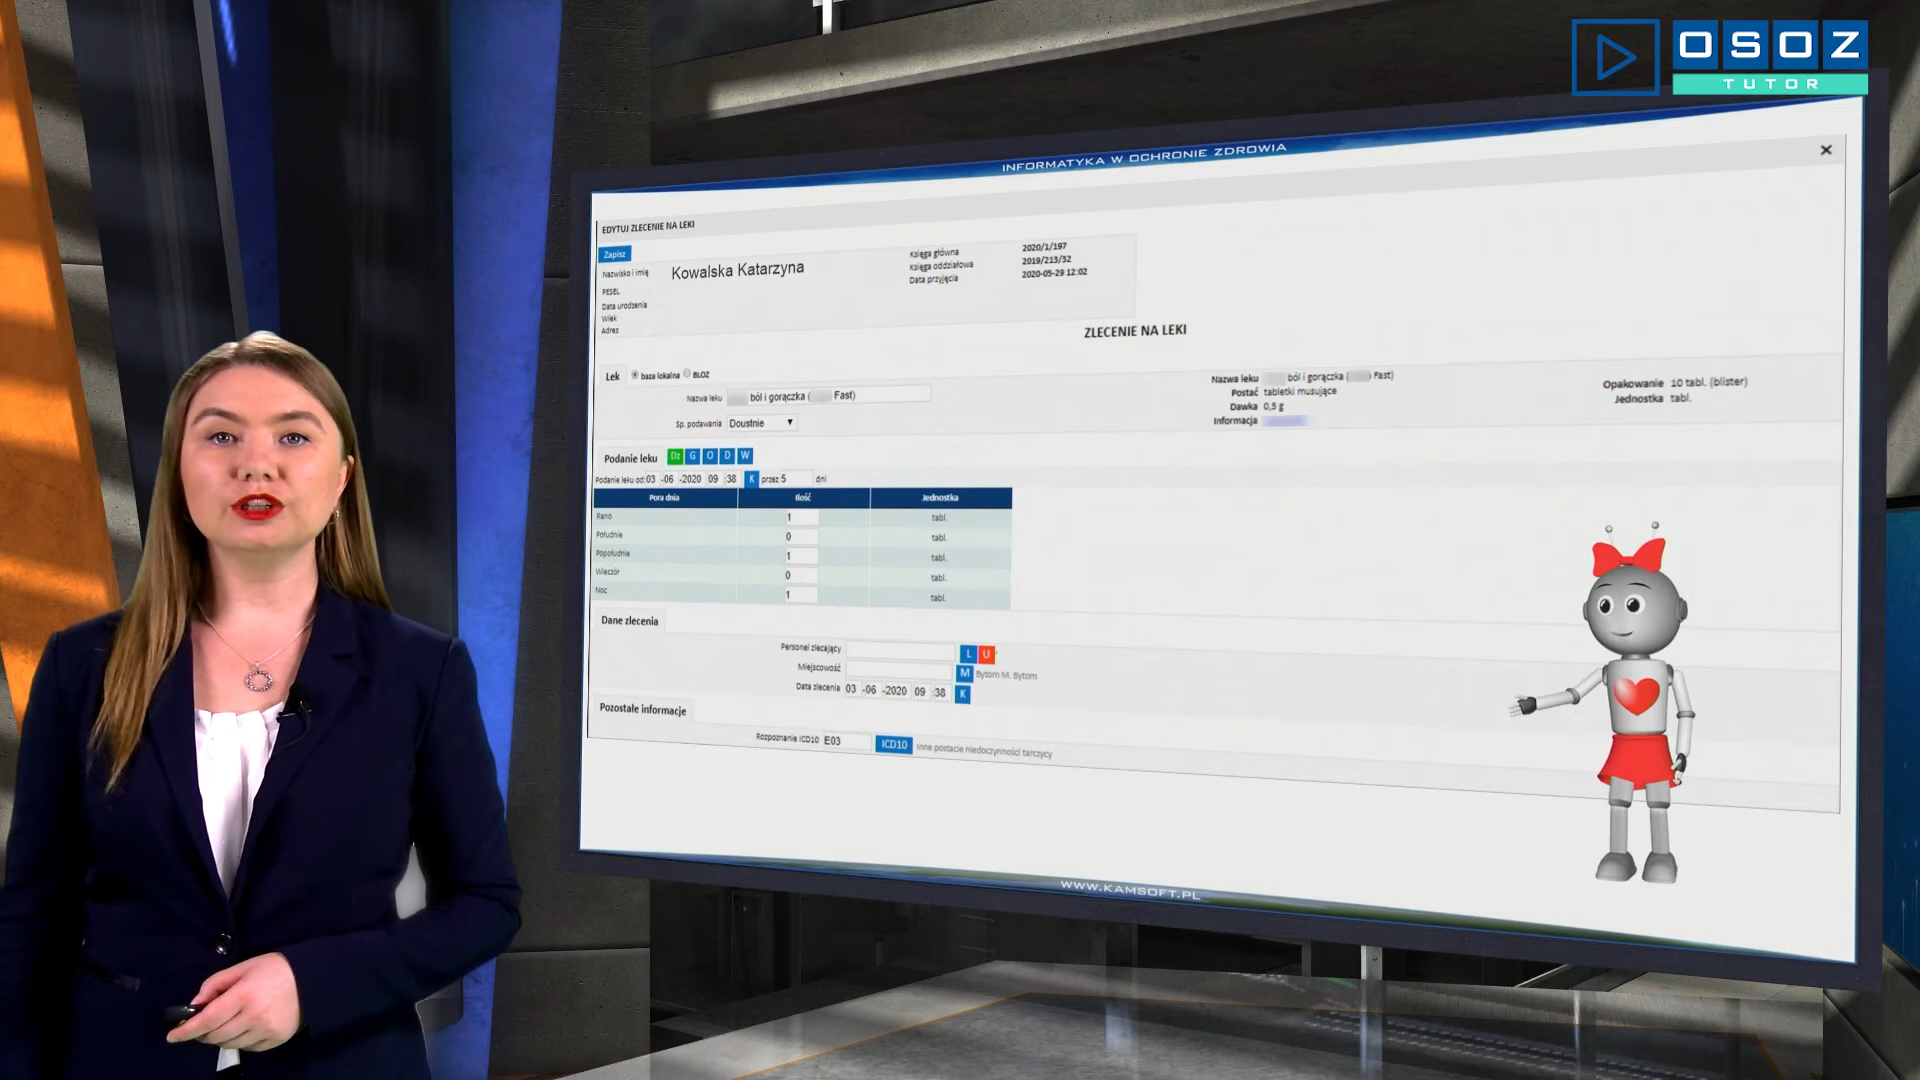 OSOZ
TUTOR
INFORMATYKA W OCHRONIE ZDROWIA
EDYTUJ ZLECENIE NA LEKI
Zapisz
Nazwisko i imię Kowalska Katarzyna
PESEL
Data urodzenia
Wiek
Adres
Księga główna 2020/1/197
Księga oddziałowa 2019/213/32
Data przyjęcia 2020-05-29 12:02
ZLECENIE NA LEKI
Lek baza lokalna BLOZ
Nazwa leku ból i gorączka ( Fast)
Sp. podawania Doustnie
Nazwa leku ból i gorączka ( Fast)
Postać tabletki musujące
Dawka 0,5 g
Informacja
Opakowanie 10 tabl. (blister)
Jednostka tabl.
Podanie leku Dz G O D W
Podanie leku od: 03 -06 -2020 09 :38 K przez 5 dni
Pora dnia Ilość Jednostka
Rano 1 tabl.
Południe 0 tabl.
Popołudnie 1 tabl.
Wieczór 0 tabl.
Noc 1 tabl.
Dane zlecenia
Personel zlecający L U
Miejscowość M Bytom M. Bytom
Data zlecenia 03 -06 -2020 09 :38 K
Pozostałe informacje
Rozpoznanie ICD10 E03 ICD10 Inne postacie niedoczynności tarczycy
WWW.KAMSOFT.PL